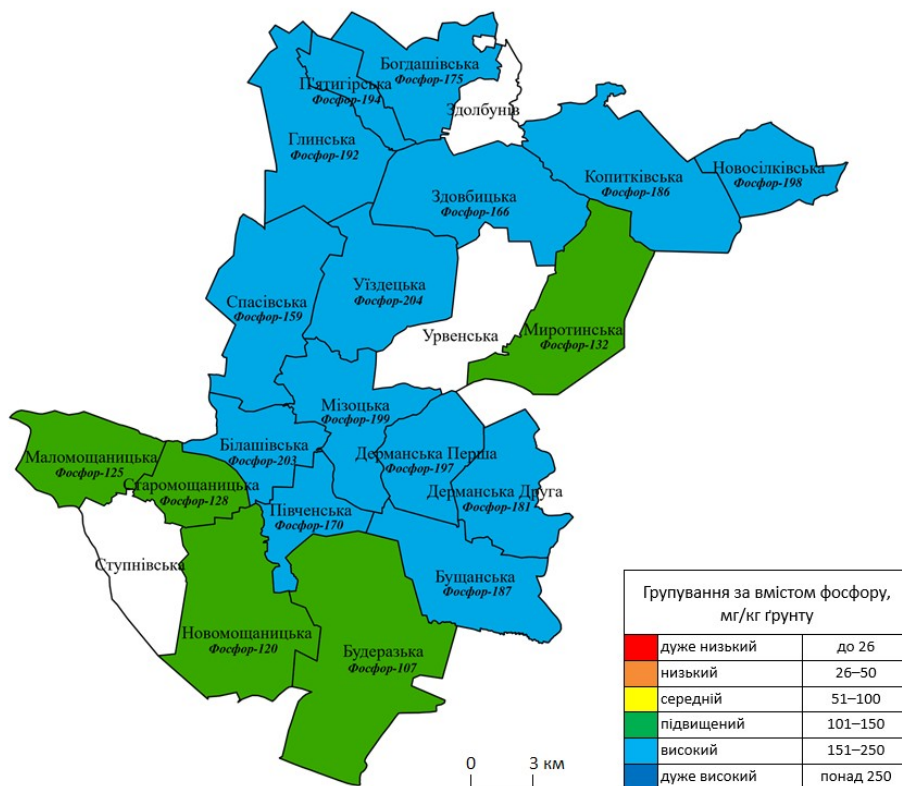 Богдашівська
Фосфор-175
П'ятигірська
Фосфор-194
Здолбунів
Глинська
Фосфор-192
Здовбицька
Фосфор-166
Копитківська
Фосфор-186
Новосілківська
Фосфор-198
Спасівська
Фосфор-159
Уїздецька
Фосфор-204
Урвенська
Миротинська
Фосфор-132
Мізоцька
Фосфор-199
Маломощаницька
Фосфор-125
Старомощаницька
Фосфор-128
Білашівська
Фосфор-203
Дерманська Перша
Фосфор-197
Дерманська Друга
Фосфор-181
Півченська
Фосфор-170
Ступнівська
Бущанська
Фосфор-187
Новомощаницька
Фосфор-120
Будеразька
Фосфор-107
0 3 км
Групування за вмістом фосфору,
мг/кг ґрунту
дуже низький до 26
низький 26–50
середній 51–100
підвищений 101–150
високий 151–250
дуже високий понад 250